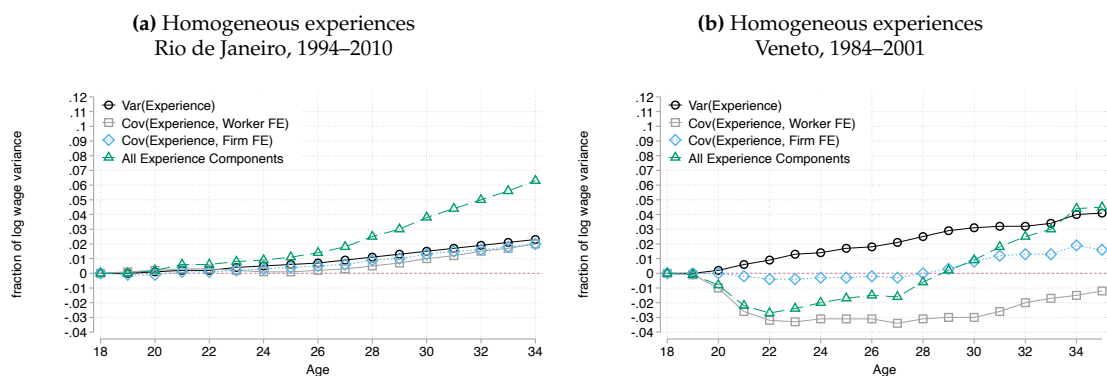 (a) Homogeneous experiences
Rio de Janeiro, 1994–2010
fraction of log wage variance
.12
.11
.1
.09
.08
.07
.06
.05
.04
.03
.02
.01
0
-.01
-.02
-.03
-.04
Var(Experience)
Cov(Experience, Worker FE)
Cov(Experience, Firm FE)
All Experience Components
18 20 22 24 26 28 30 32 34
Age
(b) Homogeneous experiences
Veneto, 1984–2001
fraction of log wage variance
.12
.11
.1
.09
.08
.07
.06
.05
.04
.03
.02
.01
0
-.01
-.02
-.03
-.04
Var(Experience)
Cov(Experience, Worker FE)
Cov(Experience, Firm FE)
All Experience Components
18 20 22 24 26 28 30 32 34
Age